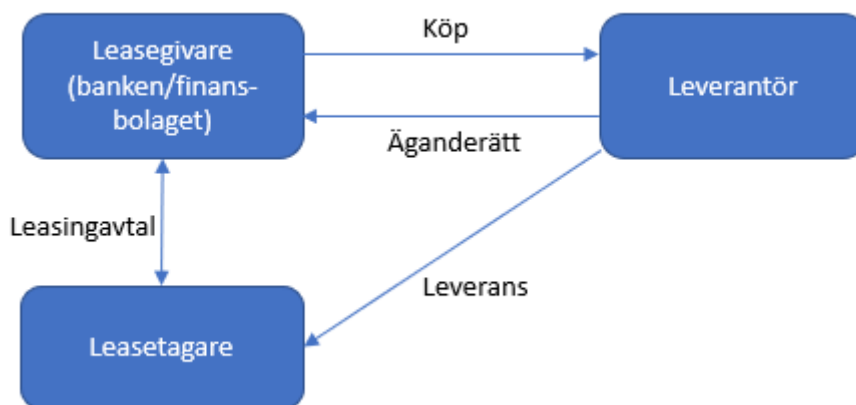 Köp
Leasegivare
(banken/finans-
bolaget)
Leverantör
Äganderätt
Leasingavtal
Leverans
Leasetagare